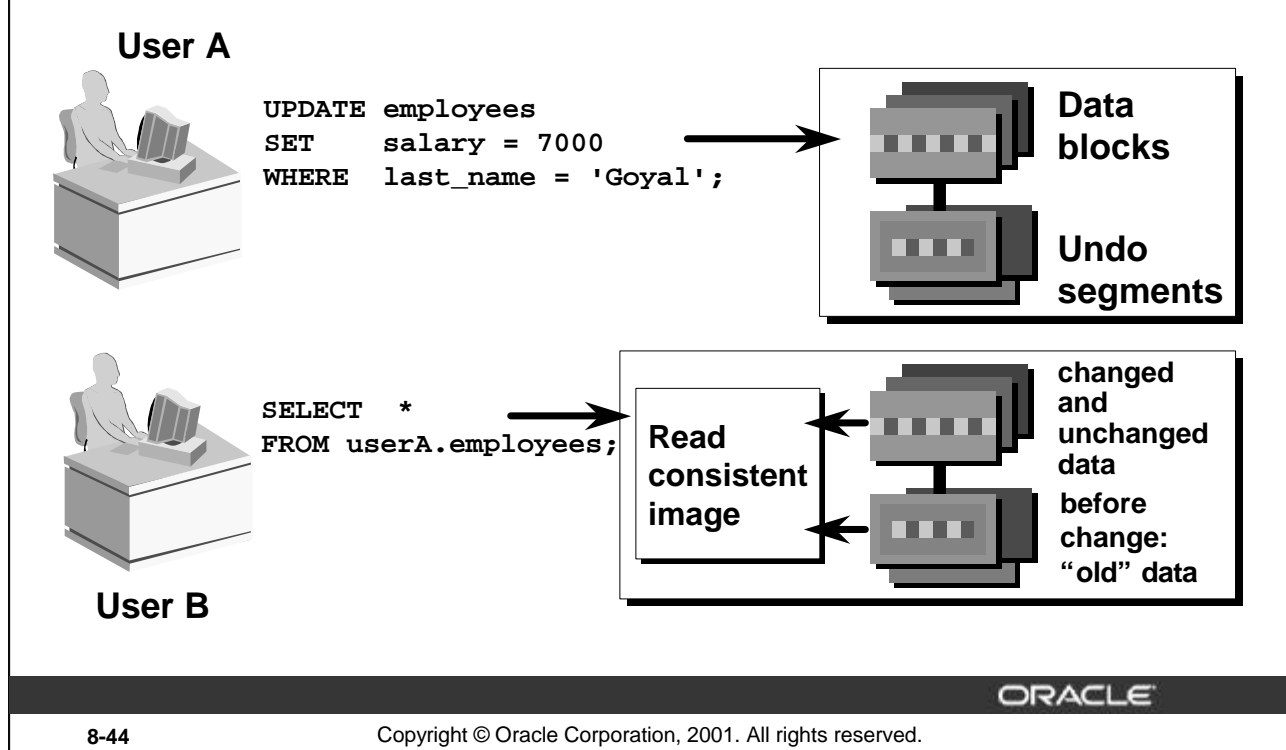 User A
UPDATE employees
SET salary = 7000
WHERE last_name = 'Goyal';
Data
blocks
Undo
segments
User B
SELECT *
FROM userA.employees;
Read
consistent
image
changed
and
unchanged
data
before
change:
“old” data
ORACLE
8-44
Copyright © Oracle Corporation, 2001. All rights reserved.